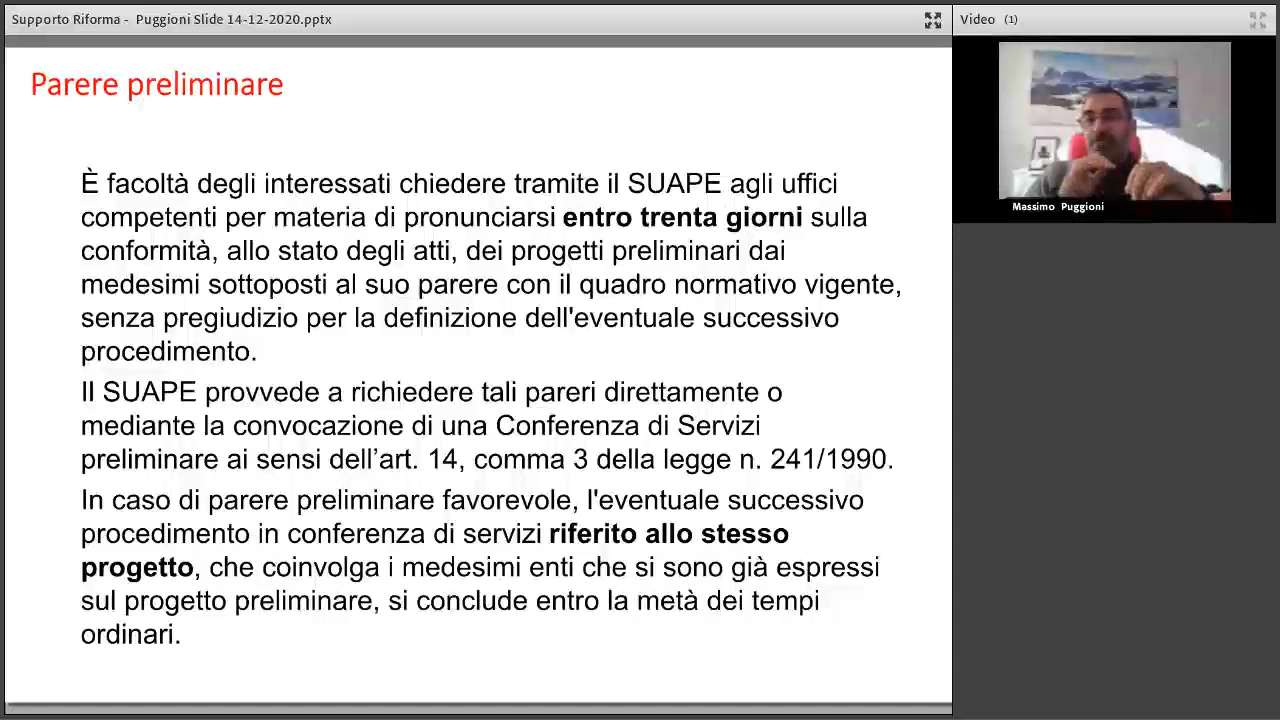 Supporto Riforma - Puggioni Slide 14-12-2020.pptx
Video (1)
Massimo Puggioni
Parere preliminare
È facoltà degli interessati chiedere tramite il SUAPE agli uffici
competenti per materia di pronunciarsi entro trenta giorni sulla
conformità, allo stato degli atti, dei progetti preliminari dai
medesimi sottoposti al suo parere con il quadro normativo vigente,
senza pregiudizio per la definizione dell'eventuale successivo
procedimento.
Il SUAPE provvede a richiedere tali pareri direttamente o
mediante la convocazione di una Conferenza di Servizi
preliminare ai sensi dell’art. 14, comma 3 della legge n. 241/1990.
In caso di parere preliminare favorevole, l'eventuale successivo
procedimento in conferenza di servizi riferito allo stesso
progetto, che coinvolga i medesimi enti che si sono già espressi
sul progetto preliminare, si conclude entro la metà dei tempi
ordinari.